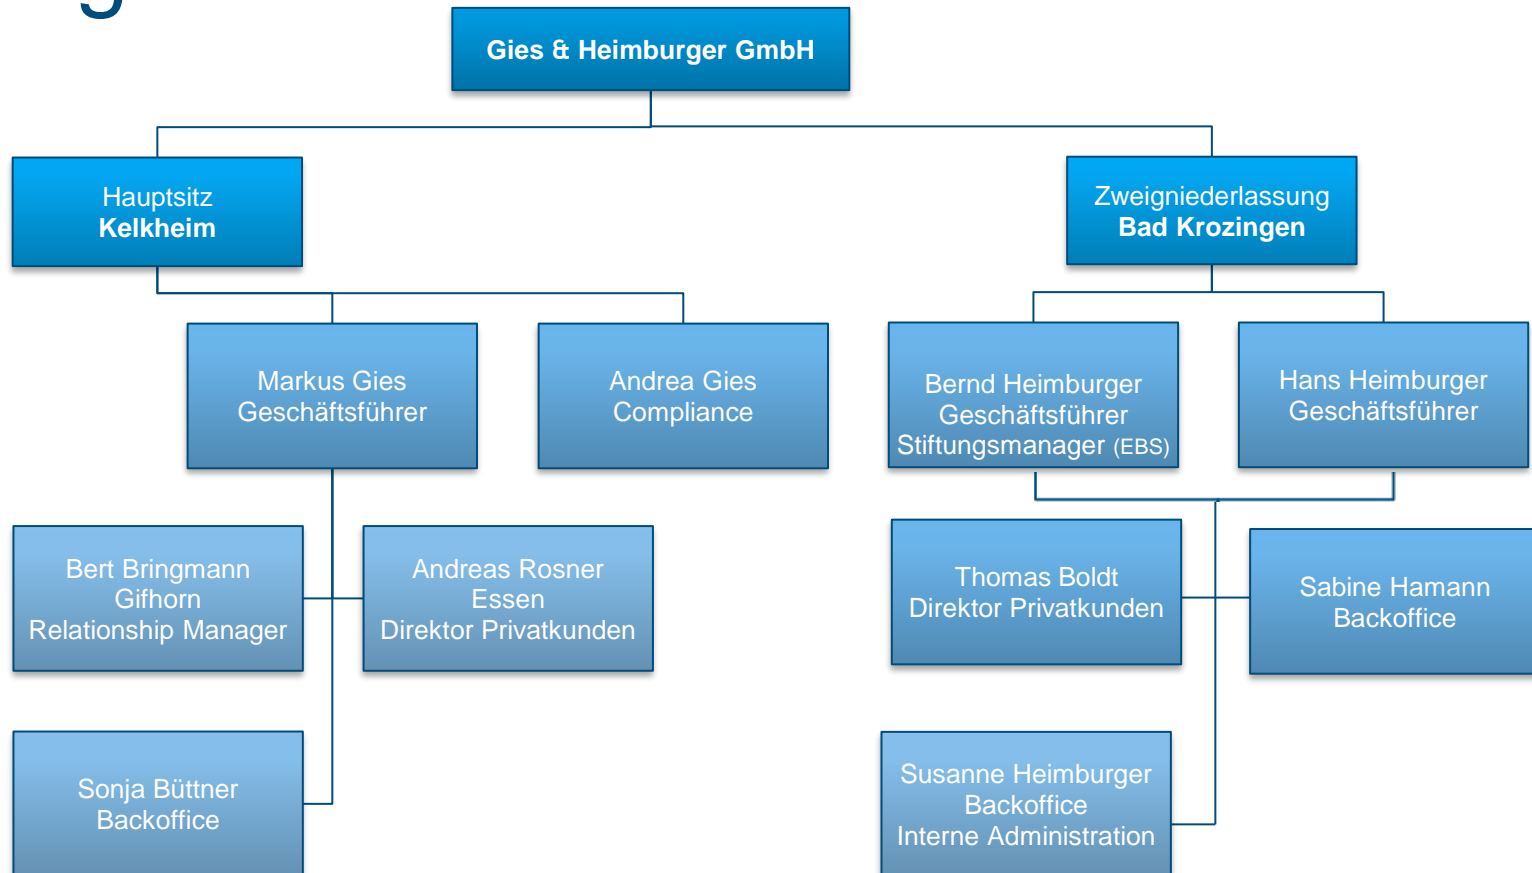 Gies & Heimburger GmbH
Hauptsitz
Kelkheim
Zweigniederlassung
Bad Krozingen
Markus Gies
Geschäftsführer
Andrea Gies
Compliance
Bernd Heimburger
Geschäftsführer
Stiftungsmanager (EBS)
Hans Heimburger
Geschäftsführer
Bert Bringmann
Gifhorn
Relationship Manager
Andreas Rosner
Essen
Direktor Privatkunden
Thomas Boldt
Direktor Privatkunden
Sabine Hamann
Backoffice
Sonja Büttner
Backoffice
Susanne Heimburger
Backoffice
Interne Administration